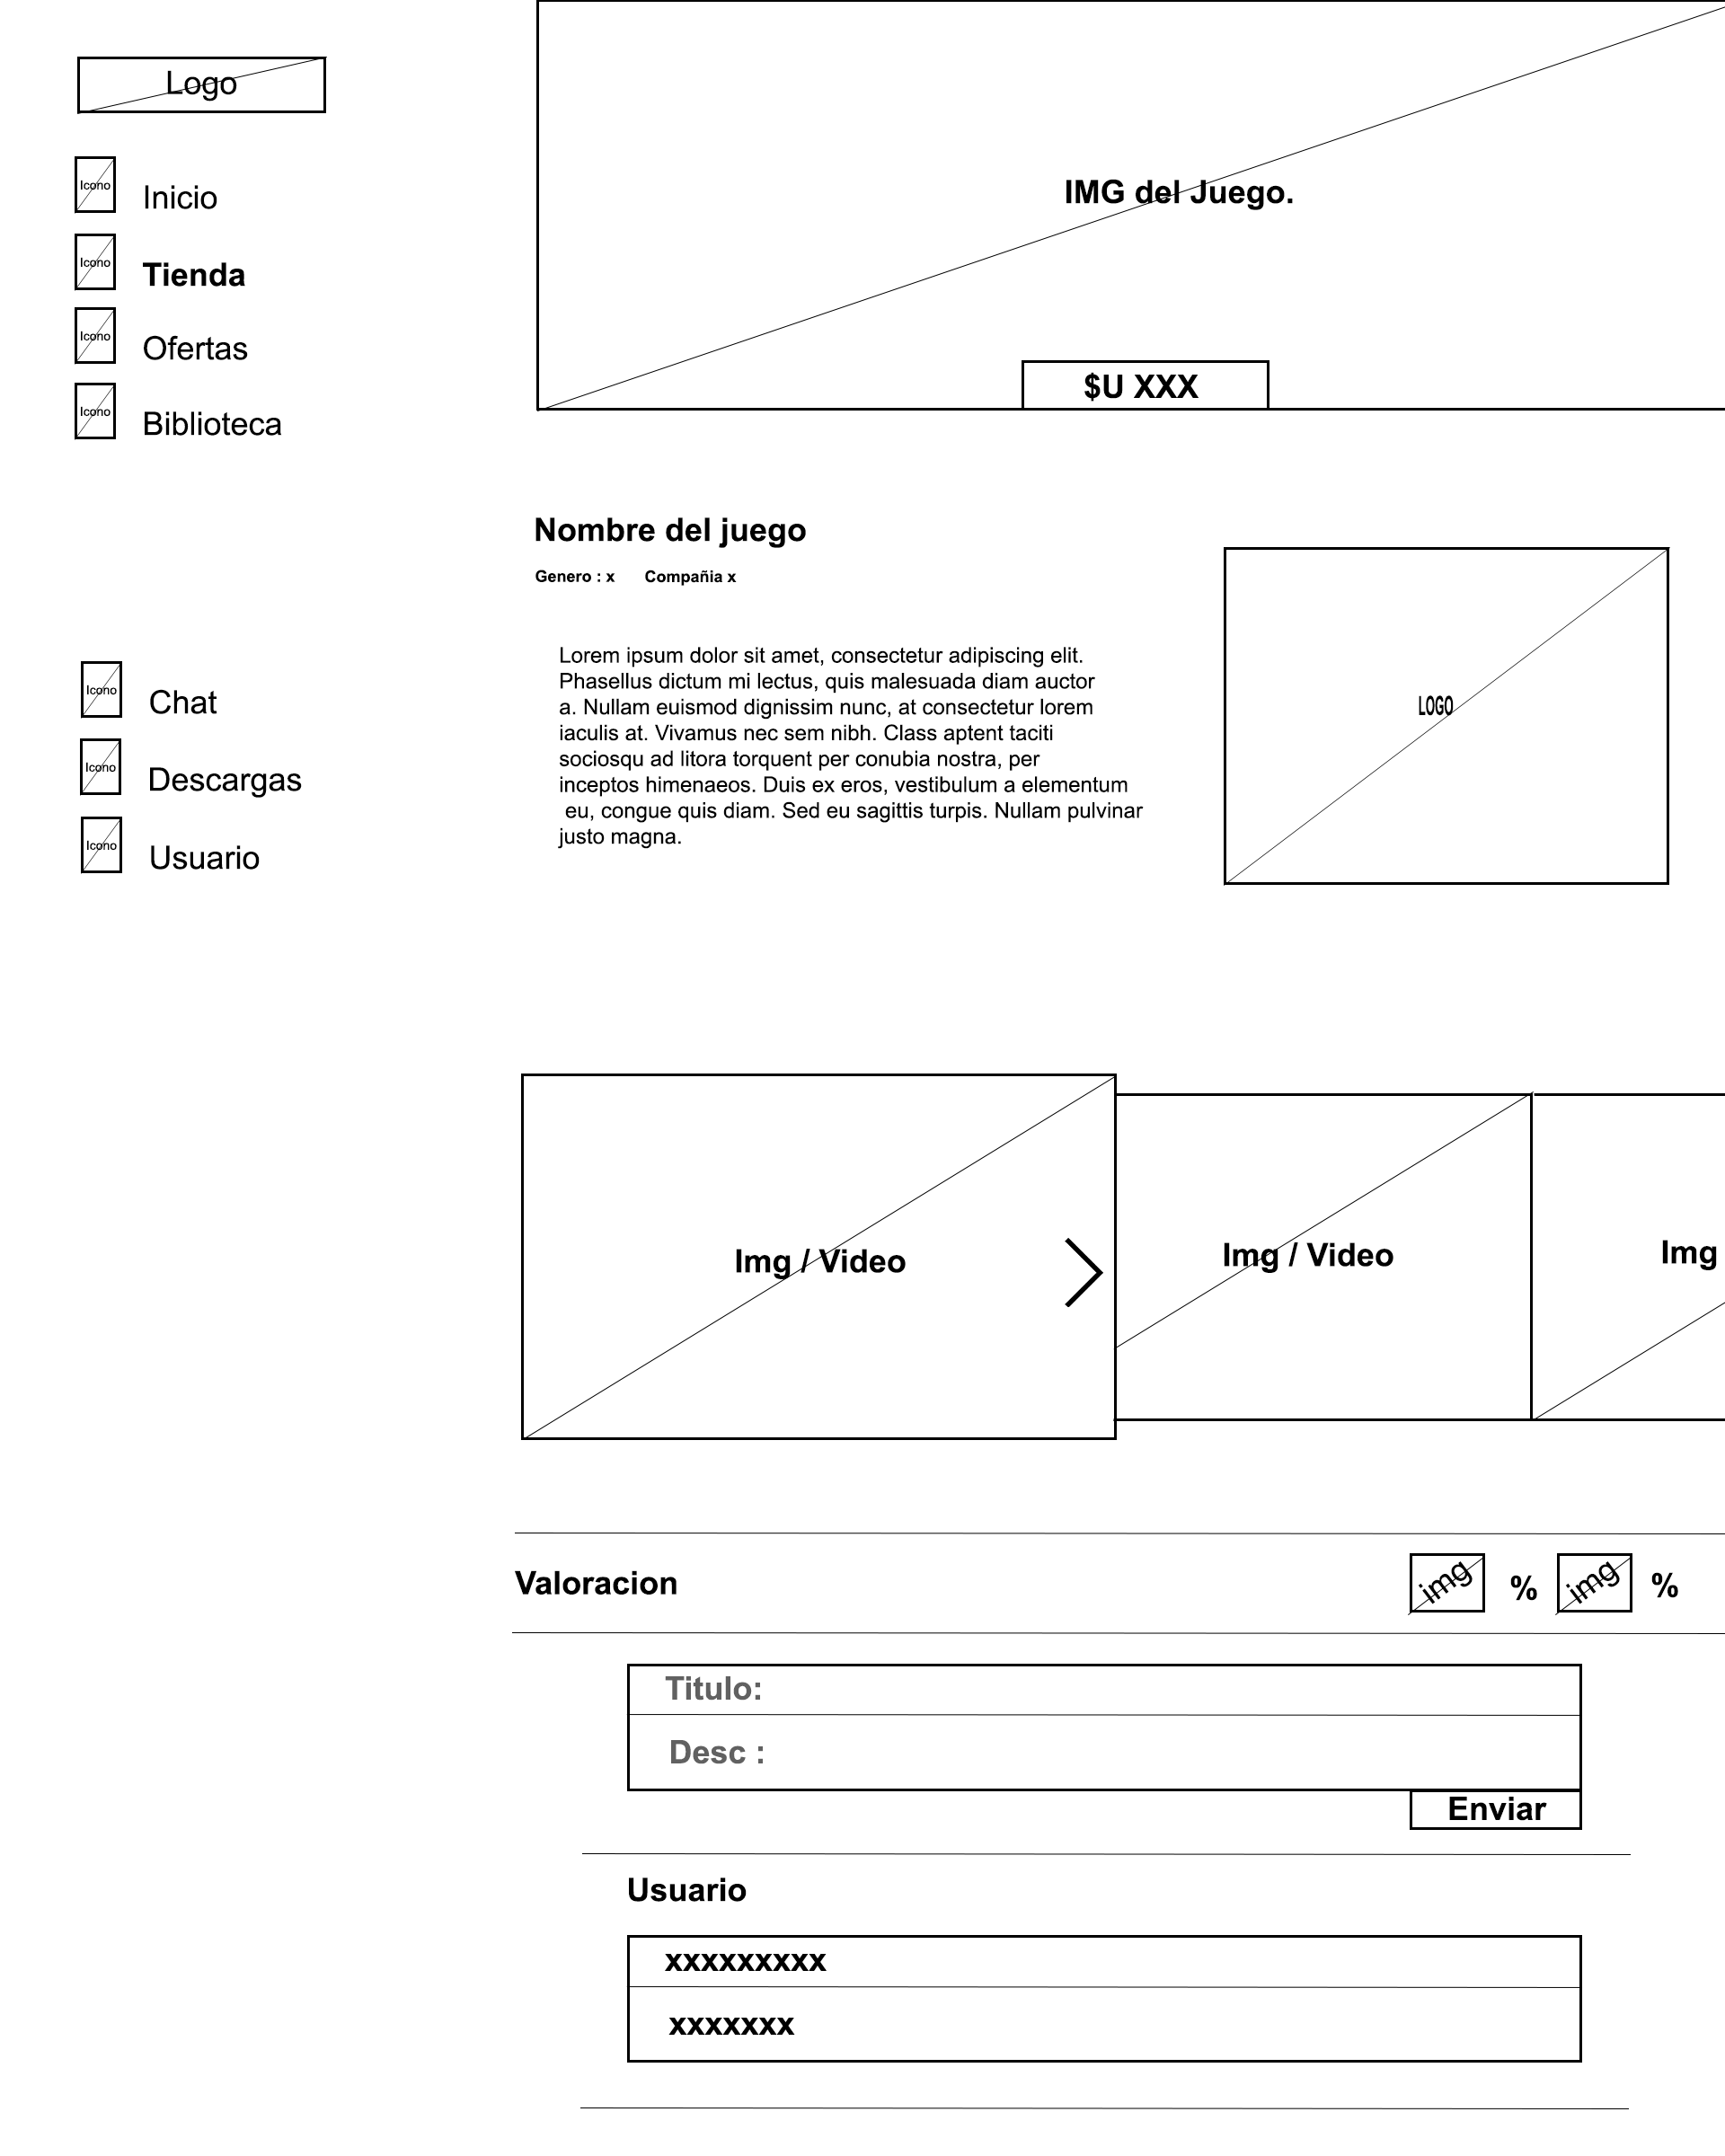 Logo
Icono
Inicio
Icono
Tienda
Icono
Ofertas
Icono
Biblioteca
Icono
Chat
Icono
Descargas
Icono
Usuario
IMG del Juego.
$U XXX
Nombre del juego
Genero : x Compañia x
Lorem ipsum dolor sit amet, consectetur adipiscing elit.
Phasellus dictum mi lectus, quis malesuada diam auctor
a. Nullam euismod dignissim nunc, at consectetur lorem
iaculis at. Vivamus nec sem nibh. Class aptent taciti
sociosqu ad litora torquent per conubia nostra, per
inceptos himenaeos. Duis ex eros, vestibulum a elementum
eu, congue quis diam. Sed eu sagittis turpis. Nullam pulvinar
justo magna.
LOGO
Img / Video
Img / Video
Img
Valoracion
img % img %
Titulo:
Desc :
Enviar
Usuario
xxxxxxxxx
xxxxxxx